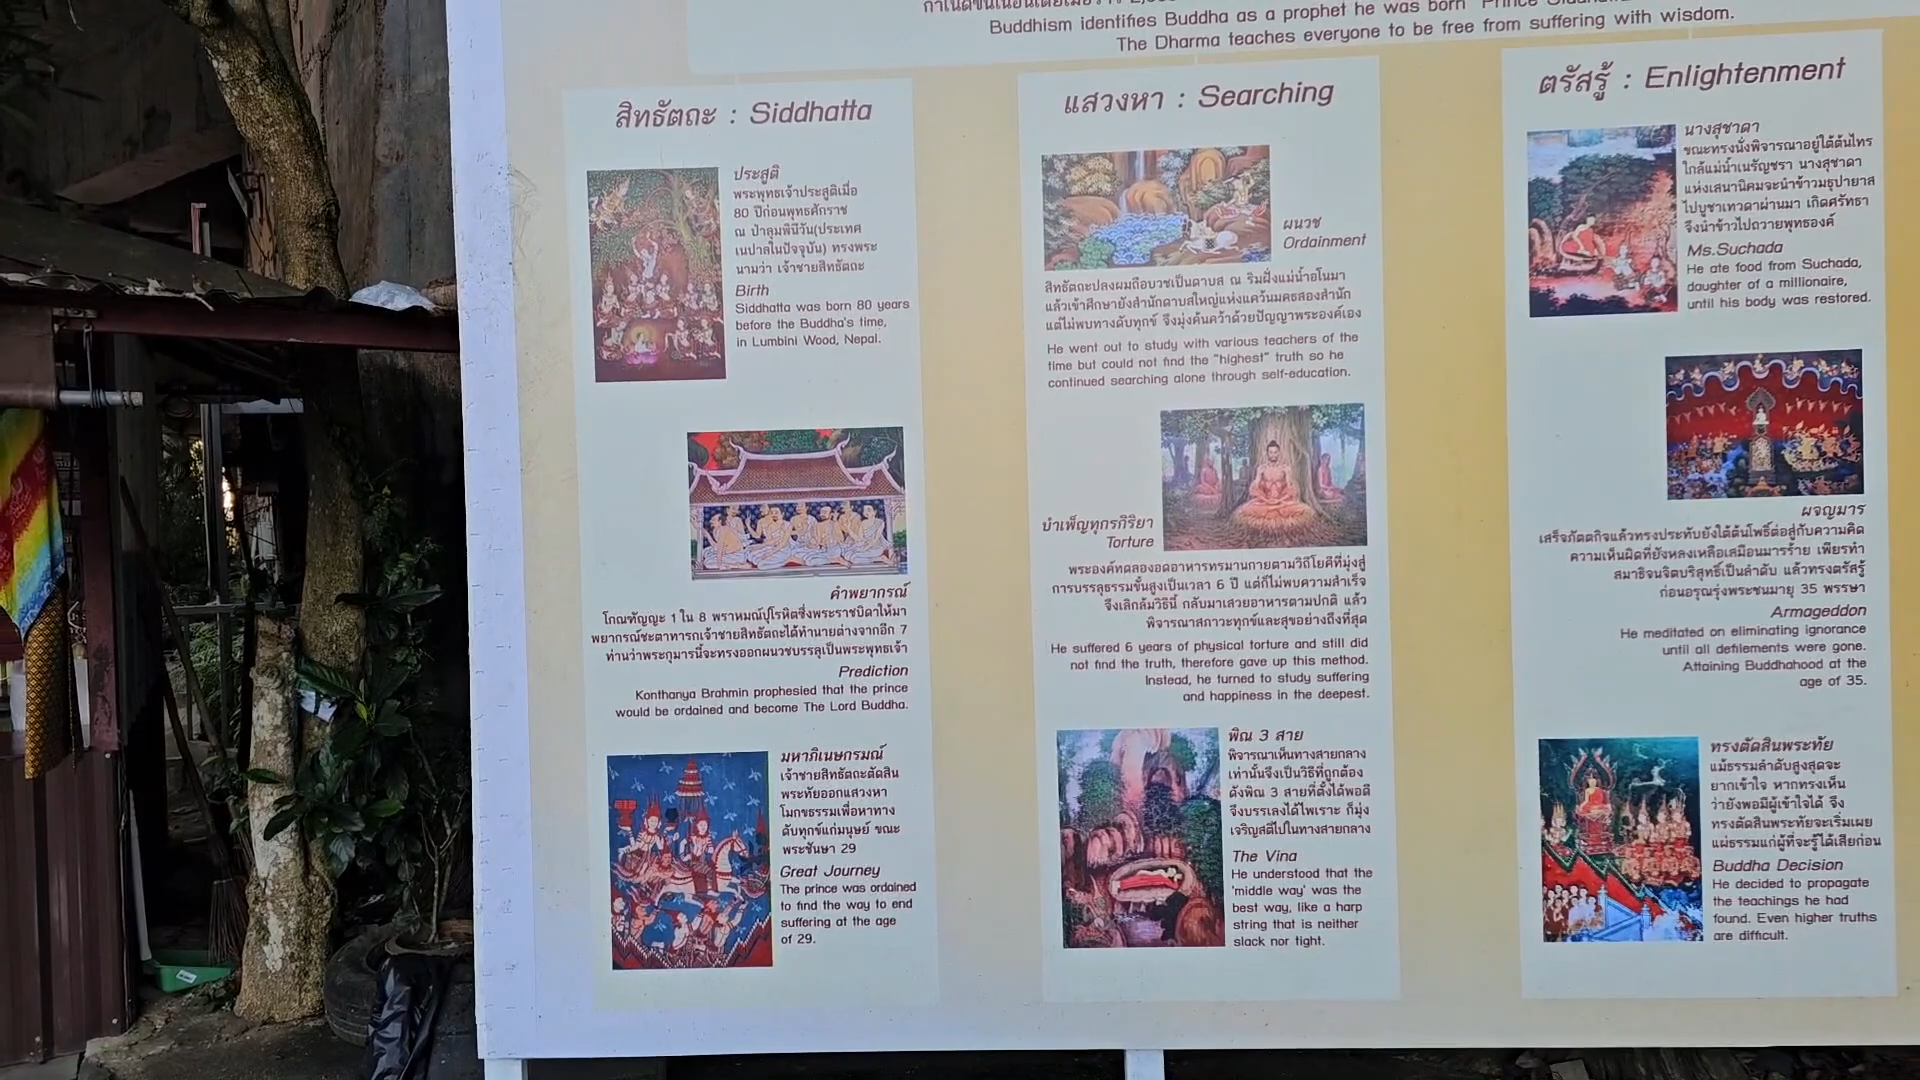 Buddhism identifies Buddha as a prophet he was born "Prince
The Dharma teaches everyone to be free from suffering with wisdom.
สิทธัตถะ : Siddhatta
ประสูติ
พระพุทธเจ้าประสูติเมื่อ
80 ปีก่อนพุทธศักราช
ณ ป่าลุมพินีวัน(ประเทศ
เนปาลในปัจจุบัน) ทรงพระ
นามว่า เจ้าชายสิทธัตถะ
Birth
Siddhatta was born 80 years
before the Buddha's time,
in Lumbini Wood, Nepal.
คำพยากรณ์
โกณฑัญญะ 1 ใน 8 พราหมณ์ปุโรหิตซึ่งพระราชบิดาให้มา
พยากรณ์ชะตาทารกเจ้าชายสิทธัตถะได้ทำนายต่างจากอีก 7
ท่านว่าพระกุมารนี้จะทรงออกผนวชบรรลุเป็นพระพุทธเจ้า
Prediction
Konthanya Brahmin prophesied that the prince
would be ordained and become The Lord Buddha.
มหาภิเนษกรมณ์
เจ้าชายสิทธัตถะตัดสิน
พระทัยออกแสวงหา
โมกขธรรมเพื่อหาทาง
ดับทุกข์แก่มนุษย์ ขณะ
พระชันษา 29
Great Journey
The prince was ordained
to find the way to end
suffering at the age
of 29.
แสวงหา : Searching
ผนวช
Ordainment
สิทธัตถะปลงผมถือบวชเป็นดาบส ณ ริมฝั่งแม่น้ำอโนมา
แล้วเข้าศึกษายังสำนักดาบสใหญ่แห่งแคว้นมคธสองสำนัก
แต่ไม่พบทางดับทุกข์ จึงมุ่งค้นคว้าด้วยปัญญาพระองค์เอง
He went out to study with various teachers of the
time but could not find the "highest" truth so he
continued searching alone through self-education.
บำเพ็ญทุกรกิริยา
Torture
พระองค์ทดลองอดอาหารทรมานกายตามวิถีโยคีที่มุ่งสู่
การบรรลุธรรมขั้นสูงเป็นเวลา 6 ปี แต่ก็ไม่พบความสำเร็จ
จึงเลิกล้มวิธีนี้ กลับมาเสวยอาหารตามปกติ แล้ว
พิจารณาสภาวะทุกข์และสุขอย่างถึงที่สุด
He suffered 6 years of physical torture and still did
not find the truth, therefore gave up this method.
Instead, he turned to study suffering
and happiness in the deepest.
พิณ 3 สาย
พิจารณาเห็นทางสายกลาง
เท่านั้นจึงเป็นวิธีที่ถูกต้อง
ดังพิณ 3 สายที่ตั้งได้พอดี
จึงบรรเลงได้ไพเราะ ก็มุ่ง
เจริญสติไปในทางสายกลาง
The Vina
He understood that the
'middle way' was the
best way, like a harp
string that is neither
slack nor tight.
ตรัสรู้ : Enlightenment
นางสุชาดา
ขณะทรงนั่งพิจารณาอยู่ใต้ต้นไทร
ใกล้แม่น้ำเนรัญชรา นางสุชาดา
แห่งเสนานิคมจะนำข้าวมธุปายาส
ไปบูชาเทวดาผ่านมา เกิดศรัทธา
จึงนำข้าวไปถวายพุทธองค์
Ms.Suchada
He ate food from Suchada,
daughter of a millionaire,
until his body was restored.
ผจญมาร
เสร็จภัตตกิจแล้วทรงประทับยังใต้ต้นโพธิ์ต่อสู่กับความคิด
ความเห็นผิดที่ยังหลงเหลือเสมือนมารร้าย เพียรทำ
สมาธิจนจิตบริสุทธิ์เป็นลำดับ แล้วทรงตรัสรู้
ก่อนอรุณรุ่งพระชนมายุ 35 พรรษา
Armageddon
He meditated on eliminating ignorance
until all defilements were gone.
Attaining Buddhahood at the
age of 35.
ทรงตัดสินพระทัย
แม้ธรรมลำดับสูงสุดจะ
ยากเข้าใจ หากทรงเห็น
ว่ายังพอมีผู้เข้าใจได้ จึง
ทรงตัดสินพระทัยจะเริ่มเผย
แผ่ธรรมแก่ผู้ที่จะรู้ได้เสียก่อน
Buddha Decision
He decided to propagate
the teachings he had
found. Even higher truths
are difficult.